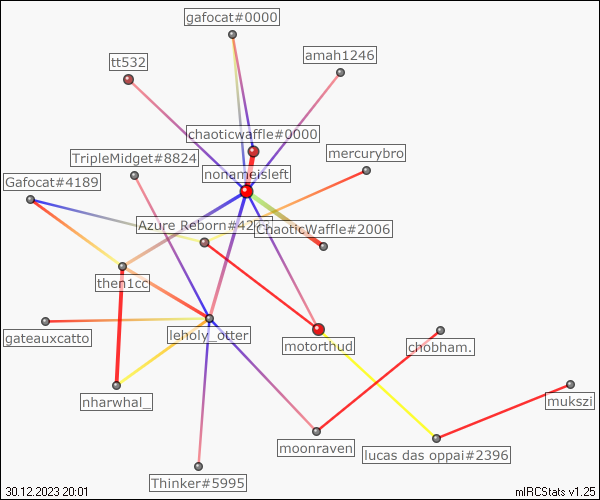 gafocat#0000
amah1246
tt532
chaoticwaffle#0000
mercurybro
TripleMidget#8824
nonameisleft
Gafocat#4189
Azure Reborn#42
ChaoticWaffle#2006
then1cc
gateauxcatto
leholy_otter
motorthud
chobham.
nharwhal_
mukszi
moonraven
lucas das oppai#2396
Thinker#5995
30.12.2023 20:01
mIRCStats v1.25